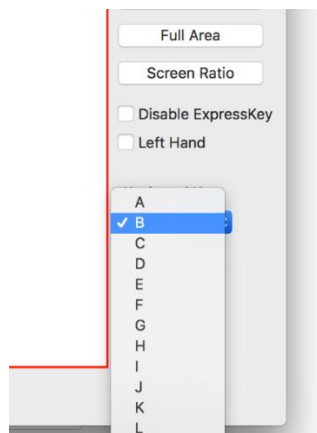 Full Area
Screen Ratio
Disable ExpressKey
Left Hand
A
B
C
D
E
F
G
H
I
J
K
L